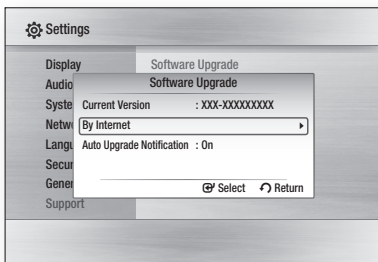 Settings
Display
Software Upgrade
Audio
Software Upgrade
Syste
Current Version : XXX-XXXXXXXXX
Netwo
By Internet
Langu
Auto Upgrade Notification : On
Secur
Gener
Select Return
Support